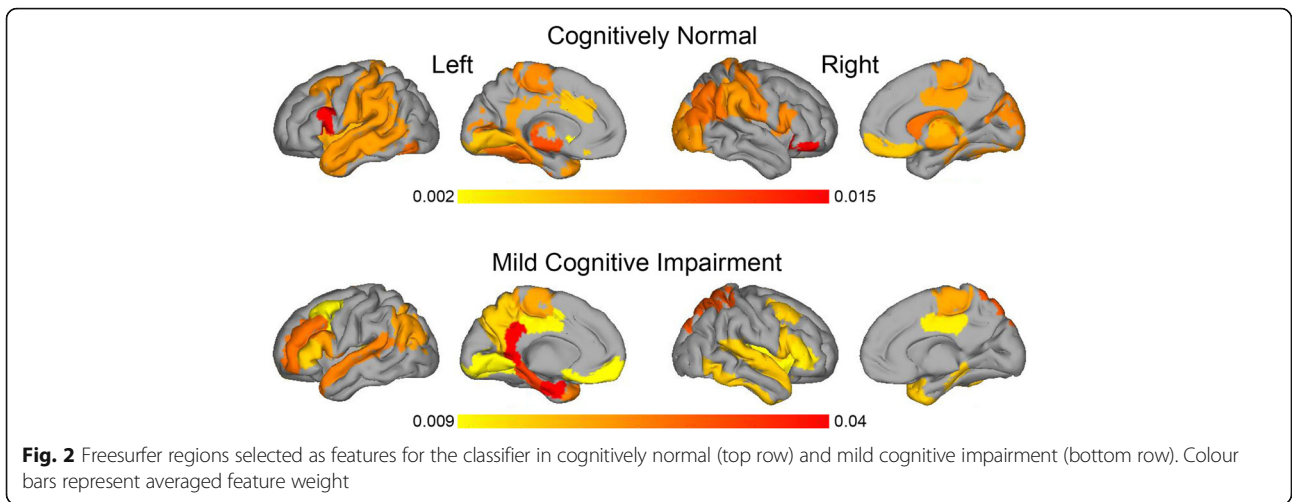 Cognitively Normal
Left
Right
0.002
0.015
Mild Cognitive Impairment
0.009
0.04
Fig. 2 Freesurfer regions selected as features for the classifier in cognitively normal (top row) and mild cognitive impairment (bottom row). Colour
bars represent averaged feature weight